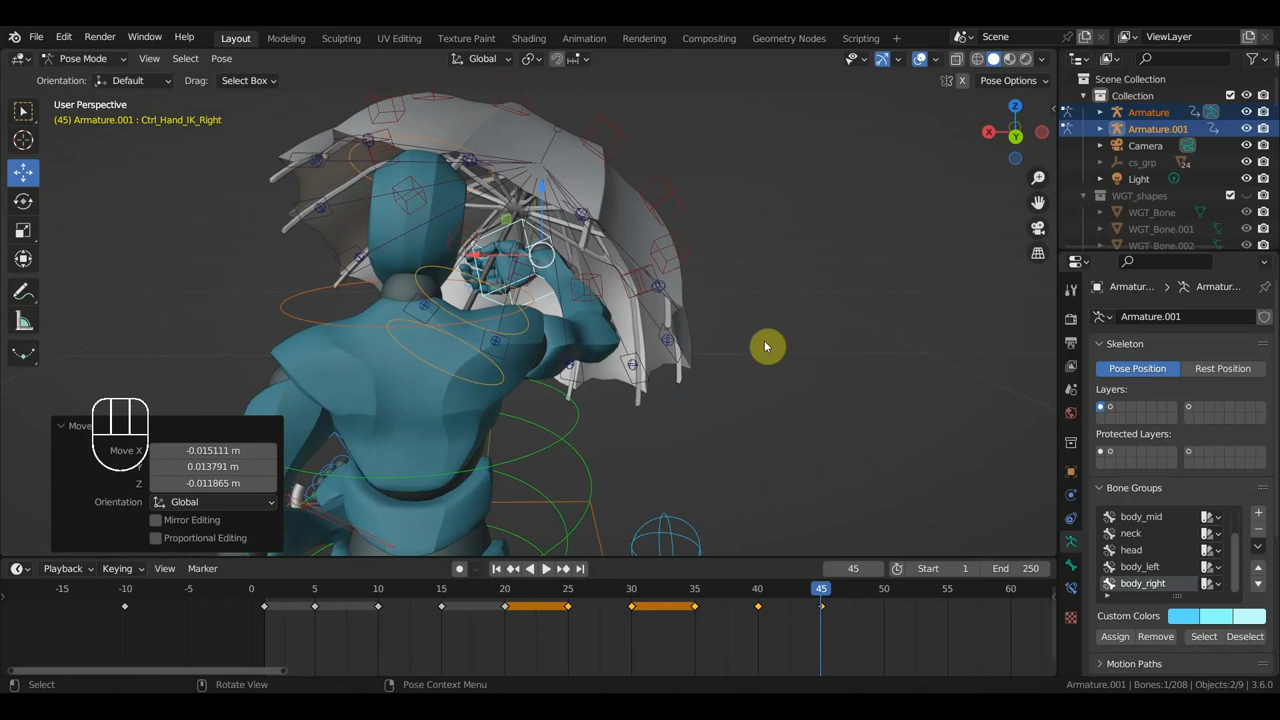 File Edit Render Window Help
Layout Modeling Sculpting UV Editing Texture Paint Shading Animation Rendering Compositing Geometry Nodes Scripting +
Scene
ViewLayer
Pose Mode View Select Pose
Global
Orientation: Default Drag: Select Box
X Pose Options
User Perspective
(45) Armature.001 : Ctrl_Hand_IK_Right
Z
X
Y
Scene Collection
Collection
Armature
Armature.001
Camera
cs_grp 24
Light
WGT_shapes
WGT_Bone
WGT_Bone.001
WGT_Bone.002
Armatur... Armatur...
Armature.001
Skeleton
Pose Position Rest Position
Layers:
Protected Layers:
Bone Groups
body_mid
neck
head
body_left
body_right
Custom Colors
Assign Remove Select Deselect
Motion Paths
Move
Move X -0.015111 m
0.013791 m
Z -0.011865 m
Orientation Global
Mirror Editing
Proportional Editing
Playback Keying View Marker
45 Start 1 End 250
-15 -10 -5 0 5 10 15 20 25 30 35 40 45 50 55 60
Select Rotate View Pose Context Menu
Armature.001 | Bones:1/208 | Objects:2/9 | 3.6.0